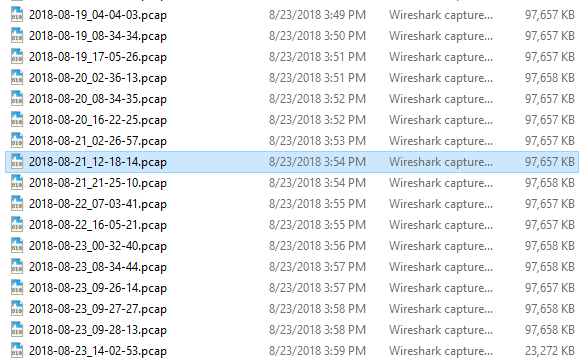 2018-08-19_04-04-03.pcap 8/23/2018 3:49 PM Wireshark capture... 97,657 KB
2018-08-19_08-34-34.pcap 8/23/2018 3:50 PM Wireshark capture... 97,657 KB
2018-08-19_17-05-26.pcap 8/23/2018 3:51 PM Wireshark capture... 97,657 KB
2018-08-20_02-36-13.pcap 8/23/2018 3:51 PM Wireshark capture... 97,658 KB
2018-08-20_08-34-35.pcap 8/23/2018 3:52 PM Wireshark capture... 97,657 KB
2018-08-20_16-22-25.pcap 8/23/2018 3:52 PM Wireshark capture... 97,657 KB
2018-08-21_02-26-57.pcap 8/23/2018 3:53 PM Wireshark capture... 97,657 KB
2018-08-21_12-18-14.pcap 8/23/2018 3:54 PM Wireshark capture... 97,657 KB
2018-08-21_21-25-10.pcap 8/23/2018 3:54 PM Wireshark capture... 97,658 KB
2018-08-22_07-03-41.pcap 8/23/2018 3:55 PM Wireshark capture... 97,657 KB
2018-08-22_16-05-21.pcap 8/23/2018 3:55 PM Wireshark capture... 97,657 KB
2018-08-23_00-32-40.pcap 8/23/2018 3:56 PM Wireshark capture... 97,658 KB
2018-08-23_08-34-44.pcap 8/23/2018 3:57 PM Wireshark capture... 97,658 KB
2018-08-23_09-26-14.pcap 8/23/2018 3:57 PM Wireshark capture... 97,657 KB
2018-08-23_09-27-27.pcap 8/23/2018 3:58 PM Wireshark capture... 97,658 KB
2018-08-23_09-28-13.pcap 8/23/2018 3:58 PM Wireshark capture... 97,658 KB
2018-08-23_14-02-53.pcap 8/23/2018 3:59 PM Wireshark capture... 23,272 KB